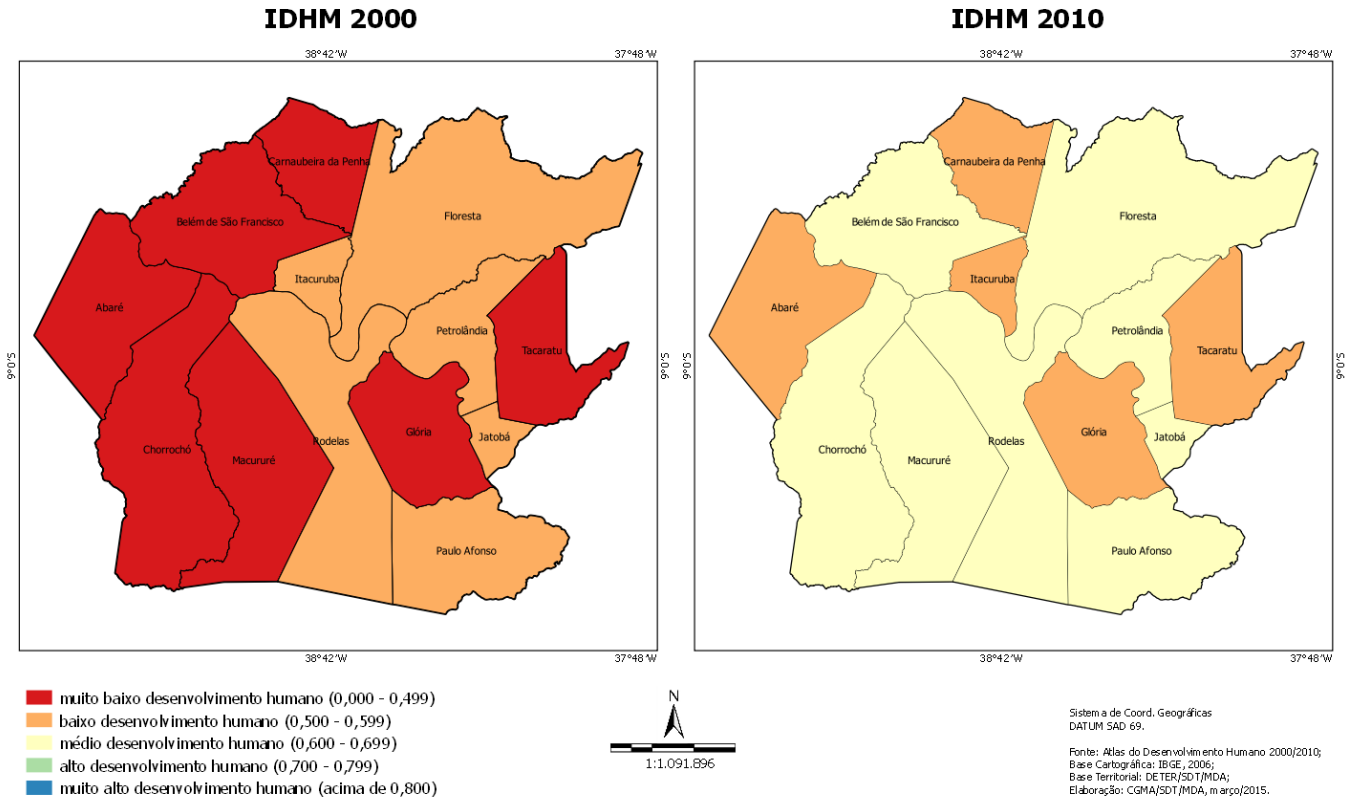 IDHM 2000
38°42'W
37°48'W
9°0'S
9°0'S
Carnaubeira da Penha
Belém de São Francisco
Floresta
Itacuruba
Abaré
Petrolândia
Tacaratu
Glória
Jatobá
Rodelas
Chorrochó
Macururé
Paulo Afonso
38°42'W
37°48'W
IDHM 2010
38°42'W
37°48'W
9°0'S
9°0'S
Carnaubeira da Penha
Belém de São Francisco
Floresta
Itacuruba
Abaré
Petrolândia
Tacaratu
Glória
Jatobá
Rodelas
Chorrochó
Macururé
Paulo Afonso
38°42'W
37°48'W
muito baixo desenvolvimento humano (0,000 - 0,499)
baixo desenvolvimento humano (0,500 - 0,599)
médio desenvolvimento humano (0,600 - 0,699)
alto desenvolvimento humano (0,700 - 0,799)
muito alto desenvolvimento humano (acima de 0,800)
N
1:1.091.896
Sistema de Coord. Geográficas
DATUM SAD 69.
Fonte: Atlas do Desenvolvimento Humano 2000/2010;
Base Cartográfica: IBGE, 2006;
Base Territorial: DETER/SDT/MDA;
Elaboração: CGMA/SDT/MDA, março/2015.